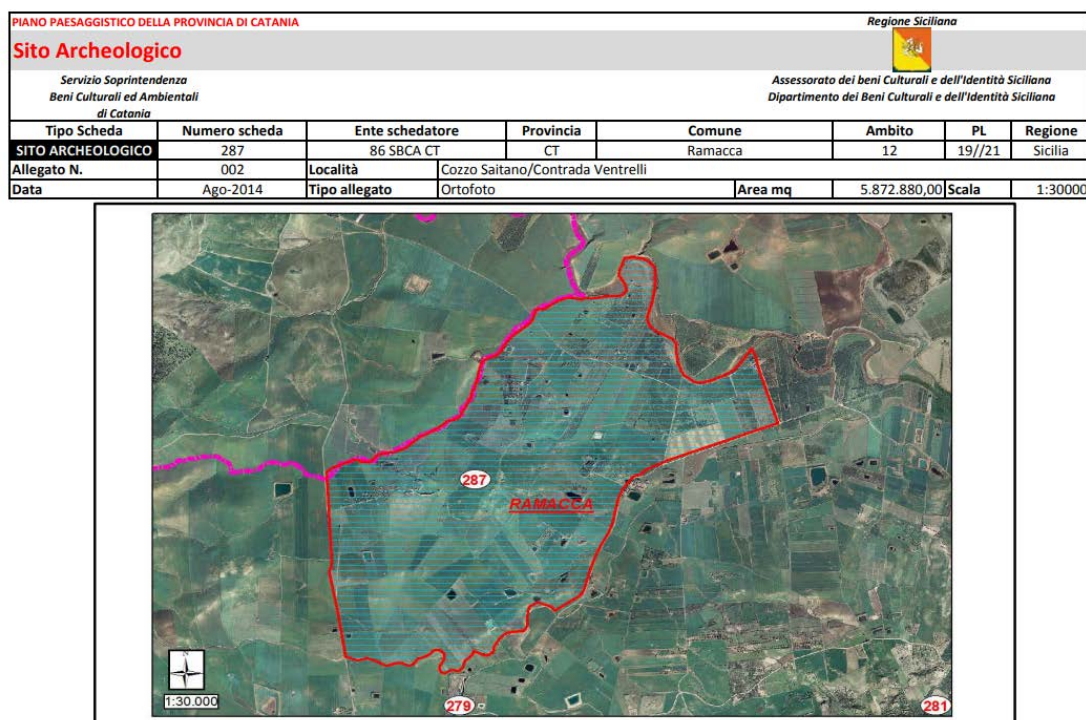 PIANO PAESAGGISTICO DELLA PROVINCIA DI CATANIA
Regione Siciliana
Sito Archeologico
Servizio Soprintendenza
Beni Culturali ed Ambientali
di Catania
Assessorato dei beni Culturali e dell'Identità Siciliana
Dipartimento dei Beni Culturali e dell'Identità Siciliana
Tipo Scheda Numero scheda Ente schedatore Provincia Comune Ambito PL Regione
SITO ARCHEOLOGICO 287 86 SBCA CT CT Ramacca 12 19//21 Sicilia
Allegato N. 002 Località Cozzo Saitano/Contrada Ventrelli
Data Ago-2014 Tipo allegato Ortofoto Area mq 5.872.880,00 Scala 1:30000
287
RAMACCA
N
1:30.000
279
281